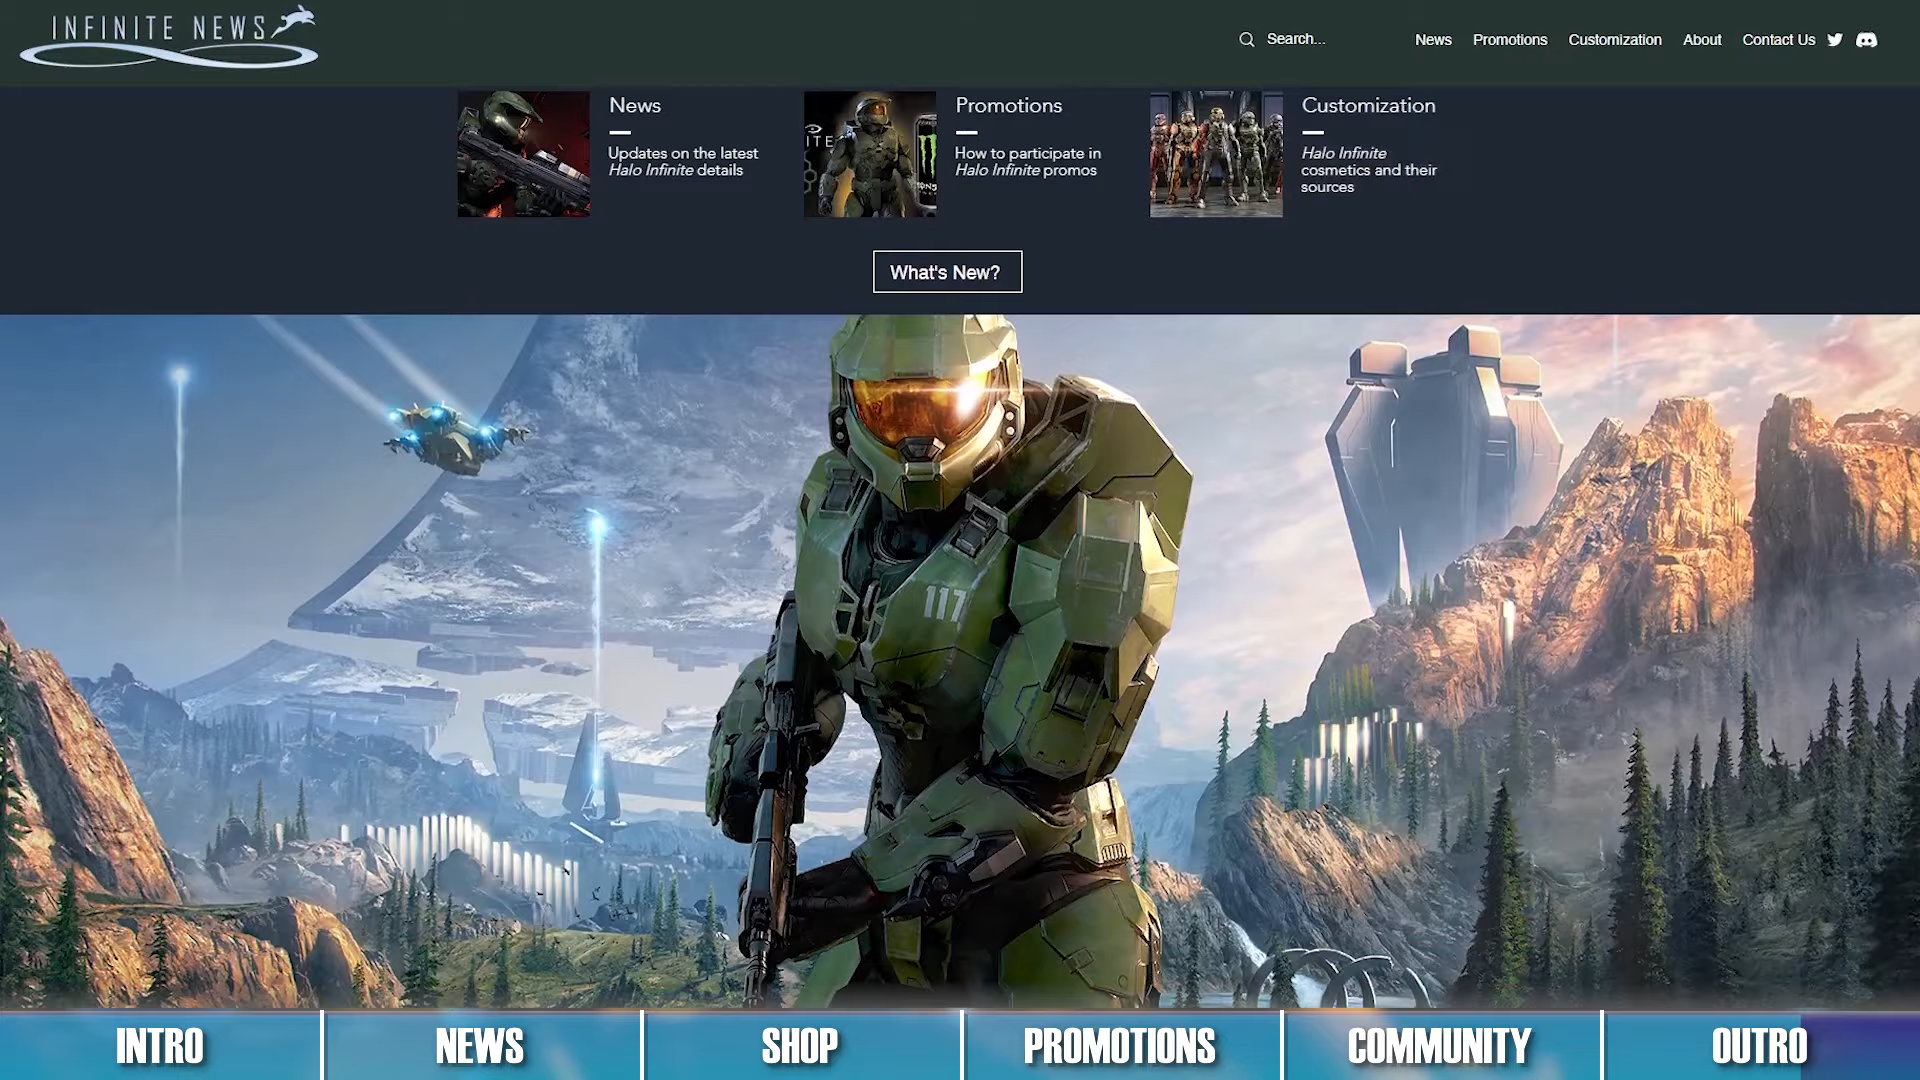 INFINITE NEWS
Search...
News
Promotions
Customization
About
Contact Us
News
Updates on the latest
Halo Infinite details
ITE
Promotions
How to participate in
Halo Infinite promos
Customization
Halo Infinite
cosmetics and their
sources
What's New?
117
INTRO
NEWS
SHOP
PROMOTIONS
COMMUNITY
OUTRO